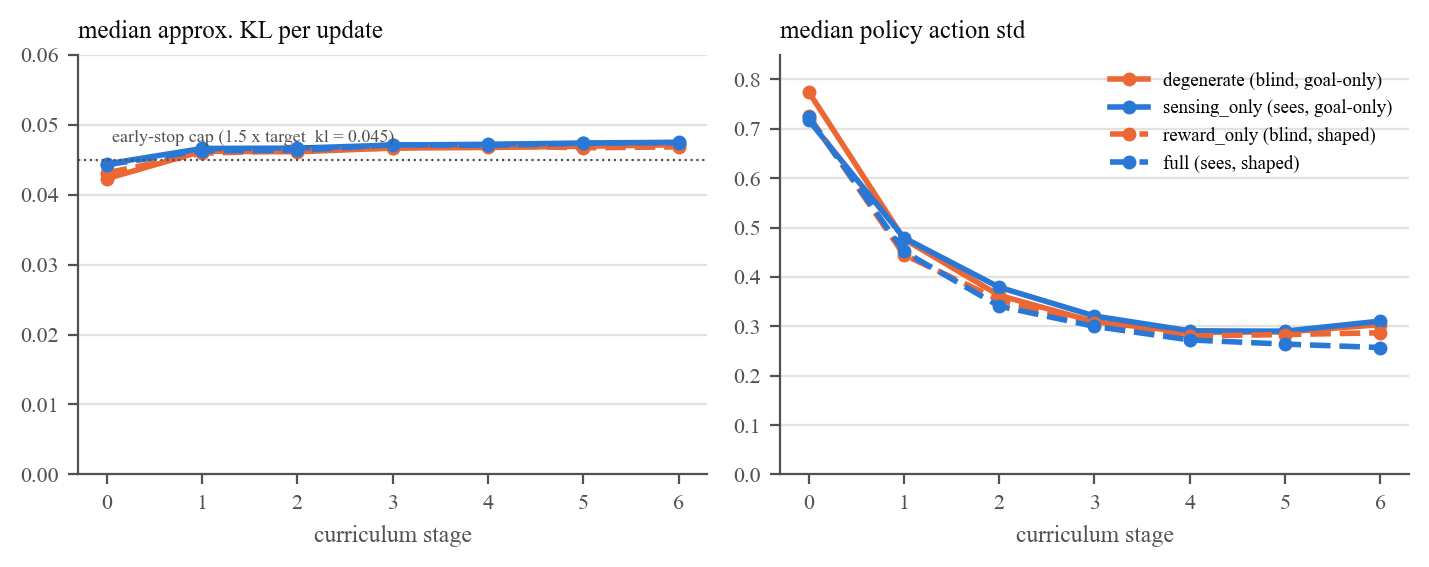 median approx. KL per update
0.06
0.05
0.04
0.03
0.02
0.01
0.00
early-stop cap (1.5 x target_kl = 0.045)
0 1 2 3 4 5 6
curriculum stage
median policy action std
0.8
0.7
0.6
0.5
0.4
0.3
0.2
0.1
0.0
degenerate (blind, goal-only)
sensing_only (sees, goal-only)
reward_only (blind, shaped)
full (sees, shaped)
0 1 2 3 4 5 6
curriculum stage